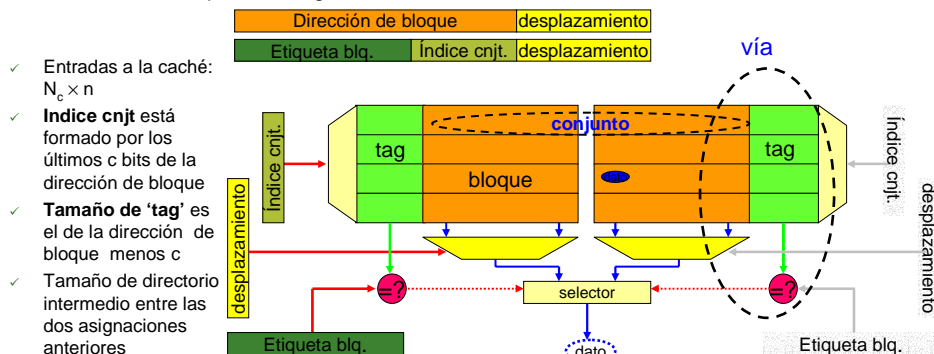 Dirección de bloque desplazamiento
Etiqueta blq. Índice cnjt. desplazamiento
✓ Entradas a la caché:
Nc × n
✓ Indice cnjt está
formado por los
últimos c bits de la
dirección de bloque
✓ Tamaño de 'tag' es
el de la dirección de
bloque menos c
✓ Tamaño de directorio
intermedio entre las
dos asignaciones
anteriores
vía
conjunto
tag
tag
bloque
Índice cnjt.
Índice cnjt.
desplazamiento
desplazamiento
=?
=?
selector
Etiqueta blq.
Etiqueta blq.
dato